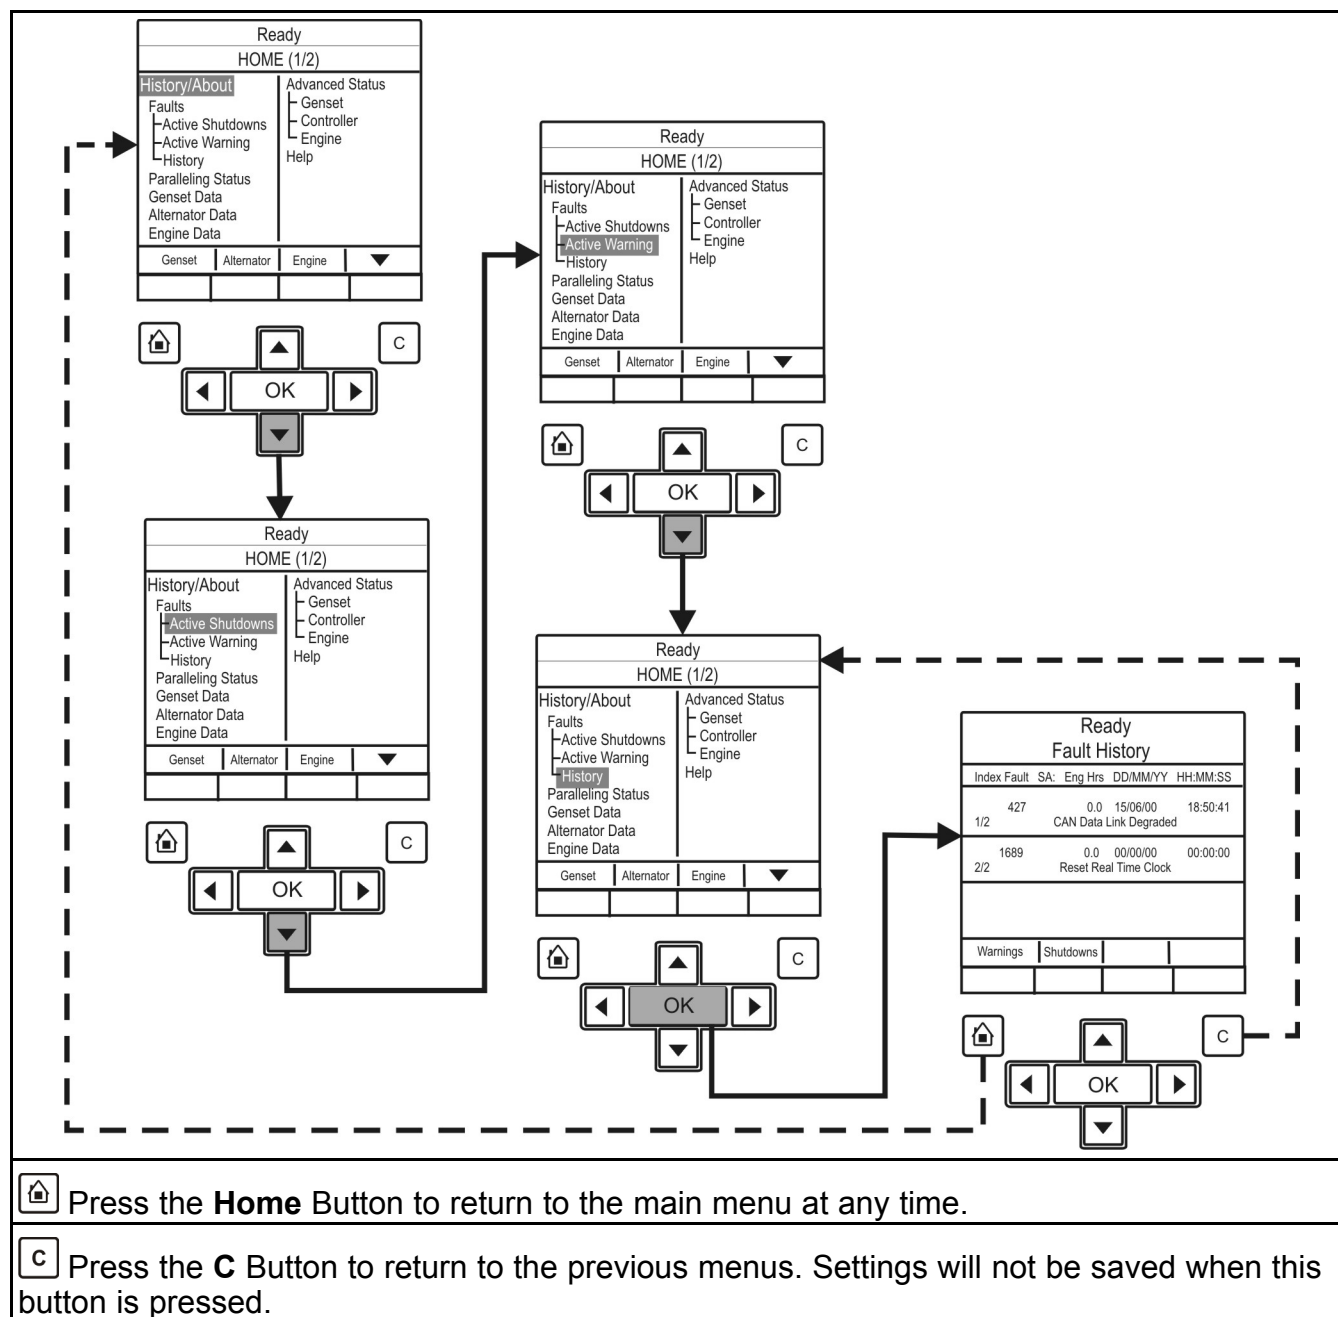 Ready
HOME (1/2)
History/About
Faults
Active Shutdowns
Active Warning
History
Paralleling Status
Genset Data
Alternator Data
Engine Data
Advanced Status
Genset
Controller
Engine
Help
Genset Alternator Engine
C
OK
Ready
HOME (1/2)
History/About
Faults
Active Shutdowns
Active Warning
History
Paralleling Status
Genset Data
Alternator Data
Engine Data
Advanced Status
Genset
Controller
Engine
Help
Genset Alternator Engine
C
OK
Ready
HOME (1/2)
History/About
Faults
Active Shutdowns
Active Warning
History
Paralleling Status
Genset Data
Alternator Data
Engine Data
Advanced Status
Genset
Controller
Engine
Help
Genset Alternator Engine
C
OK
Ready
HOME (1/2)
History/About
Faults
Active Shutdowns
Active Warning
History
Paralleling Status
Genset Data
Alternator Data
Engine Data
Advanced Status
Genset
Controller
Engine
Help
Genset Alternator Engine
C
OK
Ready
Fault History
Index Fault SA: Eng Hrs DD/MM/YY HH:MM:SS
427 0.0 15/06/00 18:50:41
1/2 CAN Data Link Degraded
1689 0.0 00/00/00 00:00:00
2/2 Reset Real Time Clock
Warnings Shutdowns
C
OK
Press the Home Button to return to the main menu at any time.
C Press the C Button to return to the previous menus. Settings will not be saved when this
button is pressed.